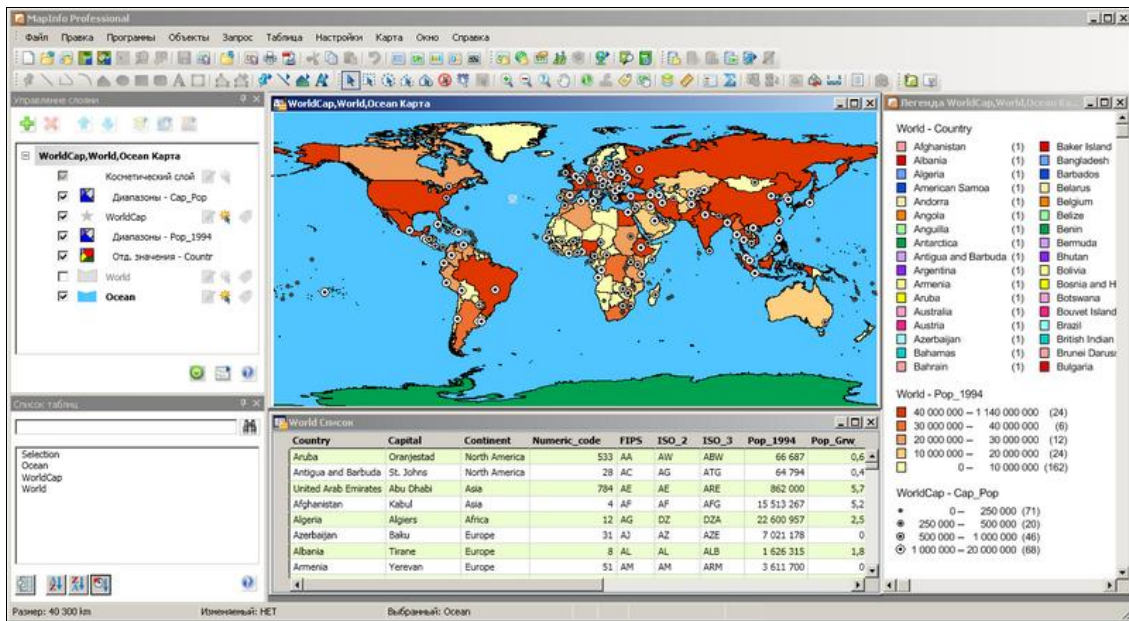 MapInfo Professional
Файл Правка Программы Объекты Запрос Таблица Настройки Карта Окно Справка
Управление слоями
WorldCap,World,Ocean Карта
Косметический слой
Диапазоны - Cap_Pop
WorldCap
Диапазоны - Pop_1994
Отд. значения - Countr
World
Ocean
Список таблиц
Selection
Ocean
WorldCap
World
WorldCap,World,Ocean Карта
World Список
Country Capital Continent Numeric_code FIPS ISO_2 ISO_3 Pop_1994 Pop_Grw_
Aruba Oranjestad North America 533 AA AW ABW 66 687 0,6
Antigua and Barbuda St. Johns North America 28 AC AG ATG 64 794 0,4
United Arab Emirates Abu Dhabi Asia 784 AE AE ARE 862 000 5,7
Afghanistan Kabul Asia 4 AF AF AFG 15 513 267 5,2
Algeria Algiers Africa 12 AG DZ DZA 22 600 957 2,5
Azerbaijan Baku Europe 31 AJ AZ AZE 7 021 178 0
Albania Tirane Europe 8 AL AL ALB 1 626 315 1,8
Armenia Yerevan Europe 51 AM AM ARM 3 611 700 0
Легенда WorldCap,World,Ocean Ка...
World - Country
Afghanistan (1) Baker Island
Albania (1) Bangladesh
Algeria (1) Barbados
American Samoa (1) Belarus
Andorra (1) Belgium
Angola (1) Belize
Anguilla (1) Benin
Antarctica (1) Bermuda
Antigua and Barbuda (1) Bhutan
Argentina (1) Bolivia
Armenia (1) Bosnia and H
Aruba (1) Botswana
Australia (1) Bouvet Island
Austria (1) Brazil
Azerbaijan (1) British Indian
Bahamas (1) Brunei Daruss
Bahrain (1) Bulgaria
World - Pop_1994
40 000 000 – 1 140 000 000 (24)
30 000 000 – 40 000 000 (6)
20 000 000 – 30 000 000 (12)
10 000 000 – 20 000 000 (24)
0 – 10 000 000 (162)
WorldCap - Cap_Pop
0 – 250 000 (71)
250 000 – 500 000 (20)
500 000 – 1 000 000 (46)
1 000 000 – 20 000 000 (68)
Размер: 40 300 km Изменяемый: НЕТ Выбранный: Ocean